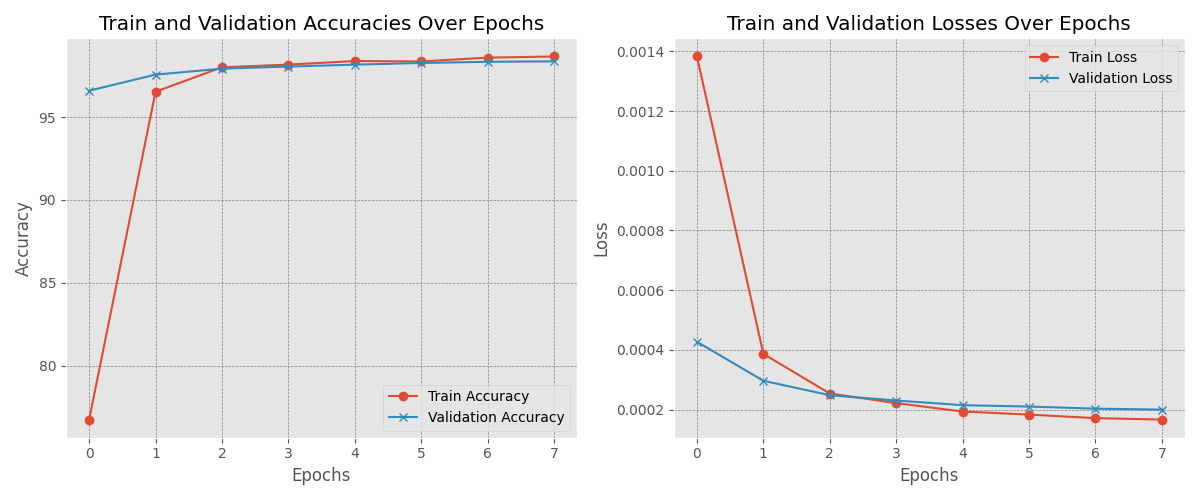 Train and Validation Accuracies Over Epochs
Accuracy
95
90
85
80
Train Accuracy
Validation Accuracy
0 1 2 3 4 5 6 7
Epochs
Train and Validation Losses Over Epochs
Loss
0.0014
0.0012
0.0010
0.0008
0.0006
0.0004
0.0002
Train Loss
Validation Loss
0 1 2 3 4 5 6 7
Epochs